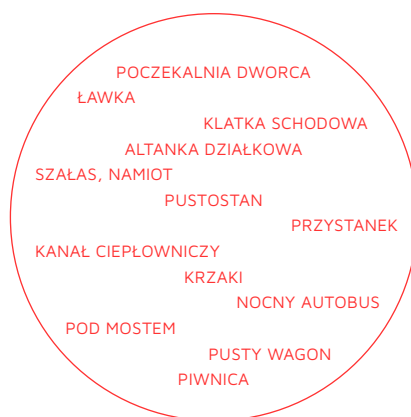 POCZEKALNIA DWORCA
ŁAWKA
KLATKA SCHODOWA
ALTANKA DZIAŁKOWA
SZAŁAS, NAMIOT
PUSTOSTAN
PRZYSTANEK
KANAŁ CIEPŁOWNICZY
KRZAKI
NOCNY AUTOBUS
POD MOSTEM
PUSTY WAGON
PIWNICA